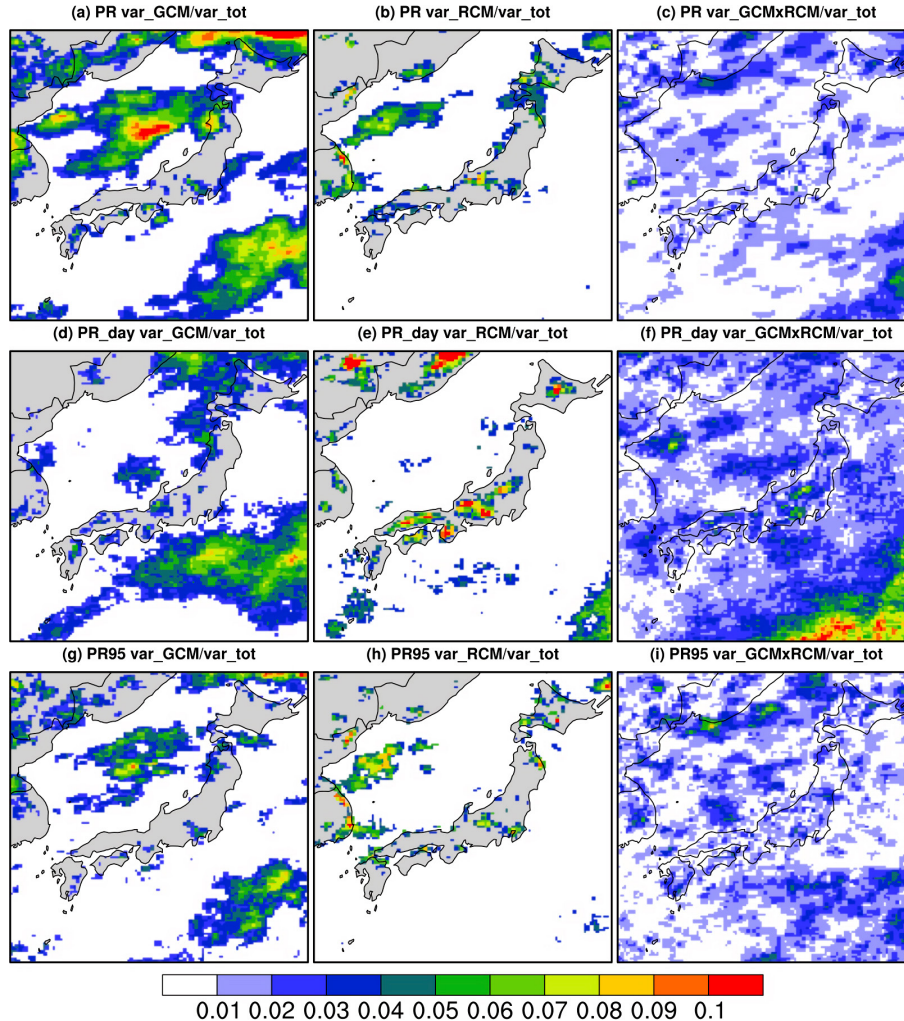 (a) PR var_GCM/var_tot
(b) PR var_RCM/var_tot
(c) PR var_GCMxRCM/var_tot
(d) PR_day var_GCM/var_tot
(e) PR_day var_RCM/var_tot
(f) PR_day var_GCMxRCM/var_tot
(g) PR95 var_GCM/var_tot
(h) PR95 var_RCM/var_tot
(i) PR95 var_GCMxRCM/var_tot
0.01 0.02 0.03 0.04 0.05 0.06 0.07 0.08 0.09 0.1